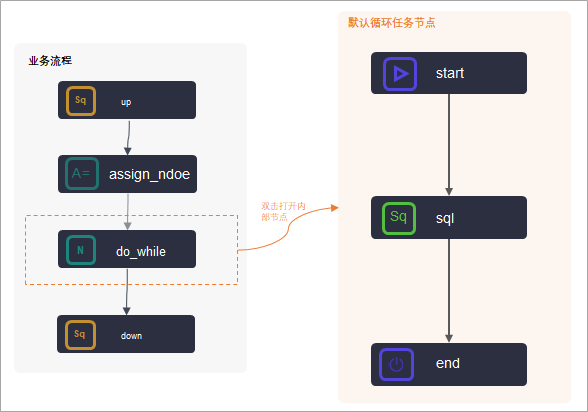 业务流程
Sq up
A= assign_ndoe
N do_while
Sq down
双击打开内
部节点
默认循环任务节点
start
Sq sql
end